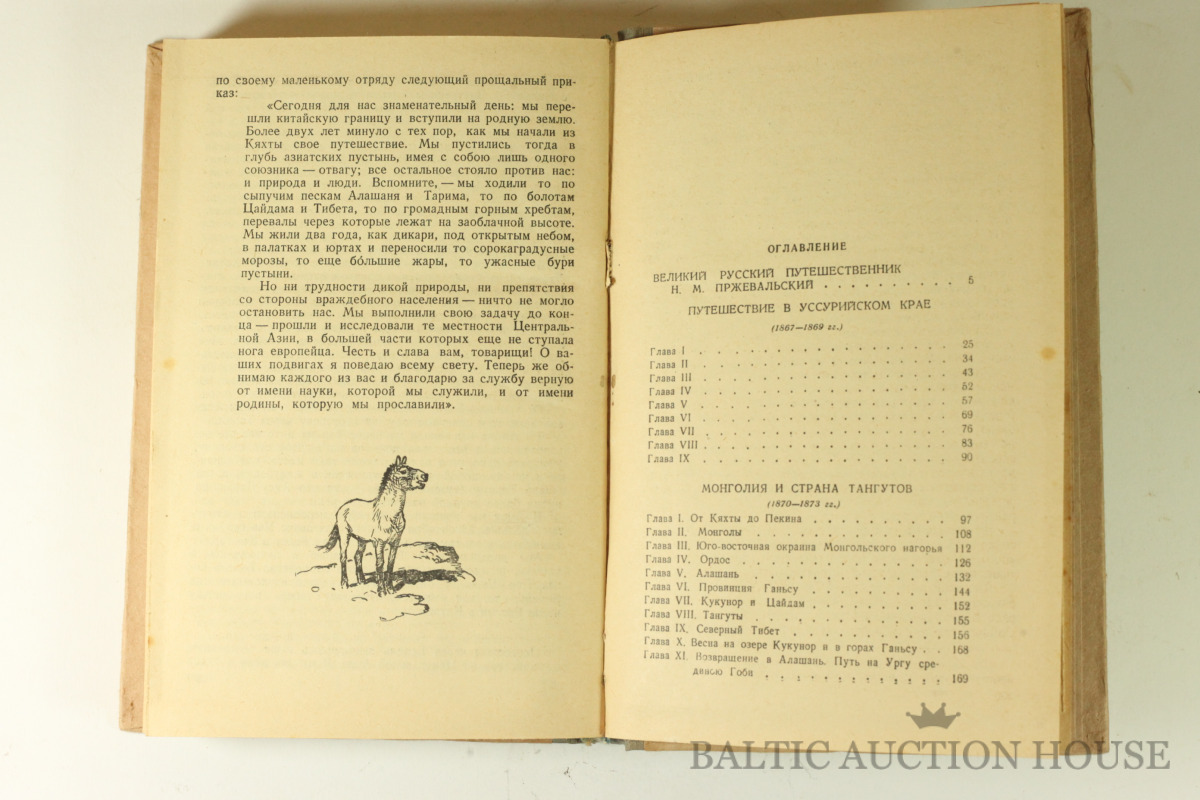 по своему маленькому отряду следующий прощальный при-
каз:
«Сегодня для нас знаменательный день: мы пере-
шли китайскую границу и вступили на родную землю.
Более двух лет минуло с тех пор, как мы начали из
Кяхты свое путешествие. Мы пустились тогда в
глубь азиатских пустынь, имея с собою лишь одного
союзника — отвагу; все остальное стояло против нас:
и природа и люди. Вспомните, — мы ходили то по
сыпучим пескам Алашаня и Тарима, то по болотам
Цайдама и Тибета, то по громадным горным хребтам,
перевалы через которые лежат на заоблачной высоте.
Мы жили два года, как дикари, под открытым небом,
в палатках и юртах и переносили то сорокаградусные
морозы, то еще бо́льшие жары, то ужасные бури
пустыни.
Но ни трудности дикой природы, ни препятствия
со стороны враждебного населения — ничто не могло
остановить нас. Мы выполнили свою задачу до кон-
ца — прошли и исследовали те местности Централь-
ной Азии, в большей части которых еще не ступала
нога европейца. Честь и слава вам, товарищи! О ва-
ших подвигах я поведаю всему свету. Теперь же об-
нимаю каждого из вас и благодарю за службу верную
от имени науки, которой мы служили, и от имени
родины, которую мы прославили».
ОГЛАВЛЕНИЕ
ВЕЛИКИЙ РУССКИЙ ПУТЕШЕСТВЕННИК
Н. М. ПРЖЕВАЛЬСКИЙ . . . . . . . . . . 5
ПУТЕШЕСТВИЕ В УССУРИЙСКОМ КРАЕ
(1867—1869 гг.)
Глава I . . . . . . . . . . . . . . . . 25
Глава II . . . . . . . . . . . . . . . . 34
Глава III . . . . . . . . . . . . . . . . 43
Глава IV . . . . . . . . . . . . . . . . 52
Глава V . . . . . . . . . . . . . . . . 57
Глава VI . . . . . . . . . . . . . . . . 69
Глава VII . . . . . . . . . . . . . . . . 76
Глава VIII . . . . . . . . . . . . . . . . 83
Глава IX . . . . . . . . . . . . . . . . 90
МОНГОЛИЯ И СТРАНА ТАНГУТОВ
(1870—1873 гг.)
Глава I. От Кяхты до Пекина . . . . . . . . . 97
Глава II. Монголы . . . . . . . . . . . . . 108
Глава III. Юго-восточная окраина Монгольского нагорья 112
Глава IV. Ордос . . . . . . . . . . . . . . 126
Глава V. Алашань . . . . . . . . . . . . . 132
Глава VI. Провинция Ганьсу . . . . . . . . . . 144
Глава VII. Кукунор и Цайдам . . . . . . . . . 152
Глава VIII. Тангуты . . . . . . . . . . . . . 155
Глава IX. Северный Тибет . . . . . . . . . . 156
Глава X. Весна на озере Кукунор и в горах Ганьсу . . 168
Глава XI. Возвращение в Алашань. Путь на Ургу сре-
диною Гоби . . . . . . . . . . . . 169
BALTIC AUCTION HOUSE